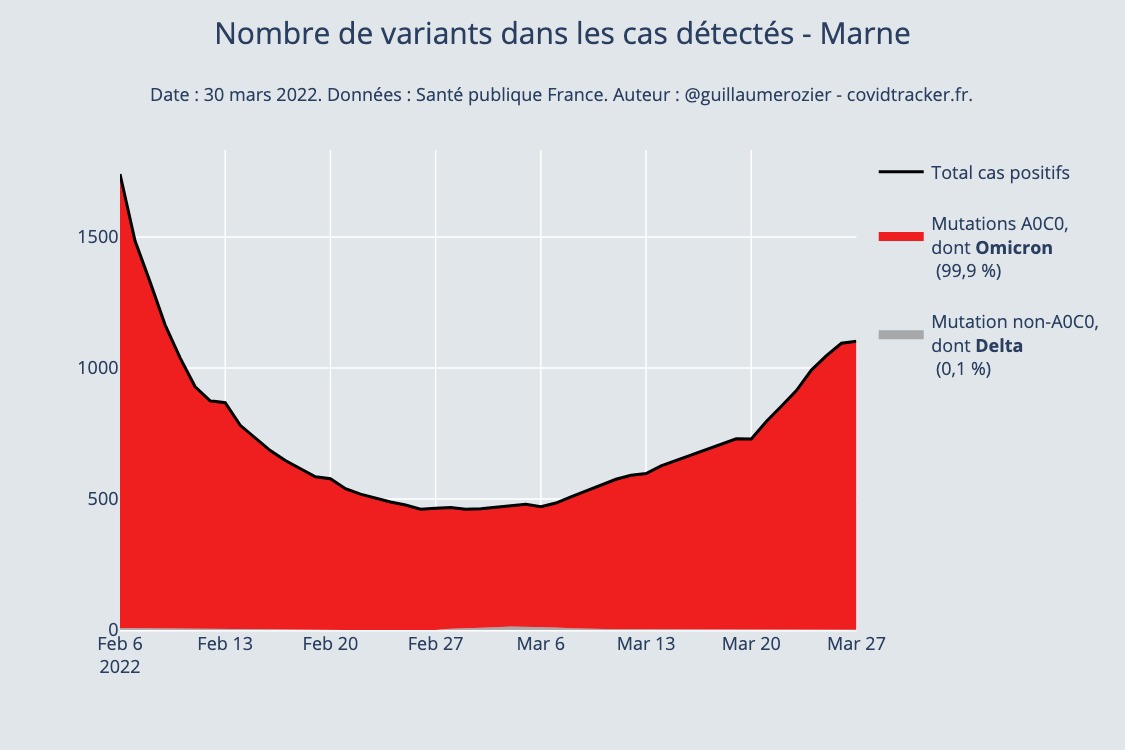 Nombre de variants dans les cas détectés - Marne
Date : 30 mars 2022. Données : Santé publique France. Auteur : @guillaumerozier - covidtracker.fr.
Total cas positifs
Mutations A0C0,
dont Omicron
(99,9 %)
Mutation non-A0C0,
dont Delta
(0,1 %)
1500
1000
500
0
Feb 6 Feb 13 Feb 20 Feb 27 Mar 6 Mar 13 Mar 20 Mar 27
2022